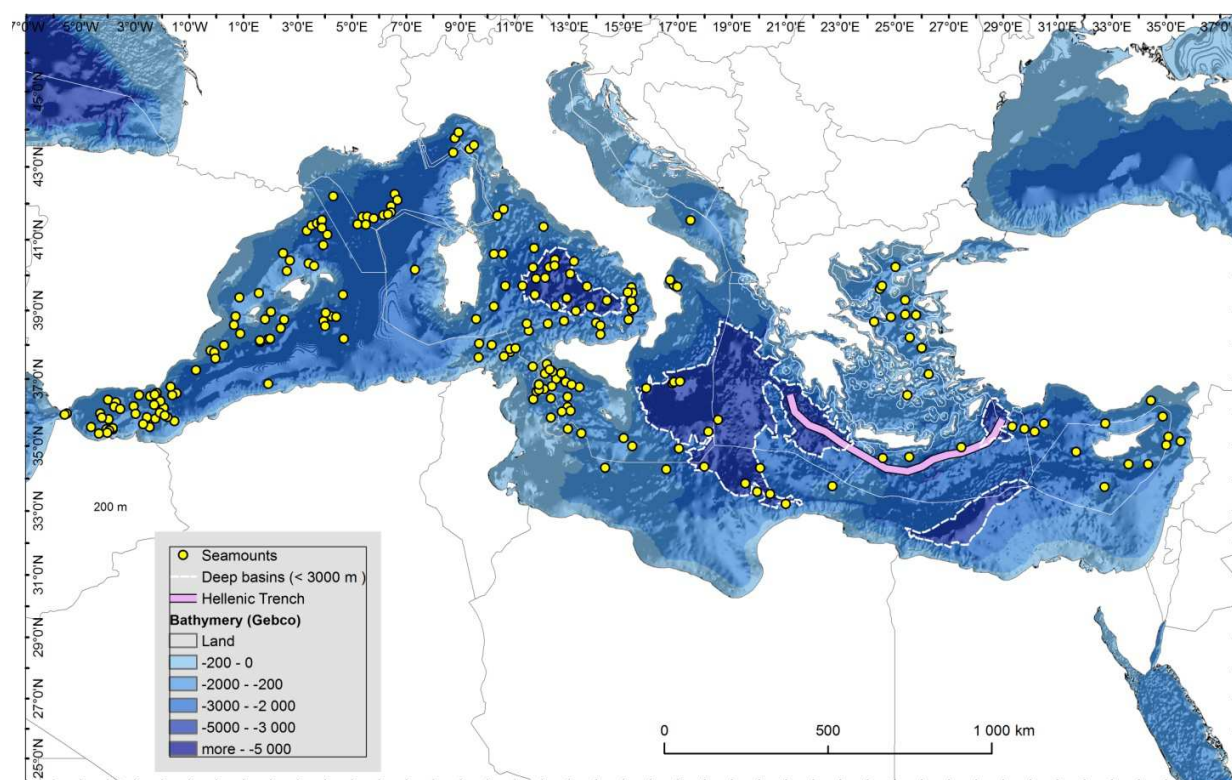 7°0'W 5°0'W 3°0'W 1°0'W 1°0'E 3°0'E 5°0'E 7°0'E 9°0'E 11°0'E 13°0'E 15°0'E 17°0'E 19°0'E 21°0'E 23°0'E 25°0'E 27°0'E 29°0'E 31°0'E 33°0'E 35°0'E 37°0'
45°0'N
43°0'N
41°0'N
39°0'N
37°0'N
35°0'N
33°0'N
31°0'N
29°0'N
27°0'N
25°0'N
200 m
Seamounts
Deep basins (< 3000 m )
Hellenic Trench
Bathymery (Gebco)
Land
-200 - 0
-2000 - -200
-3000 - -2 000
-5000 - -3 000
more - -5 000
0 500 1 000 km